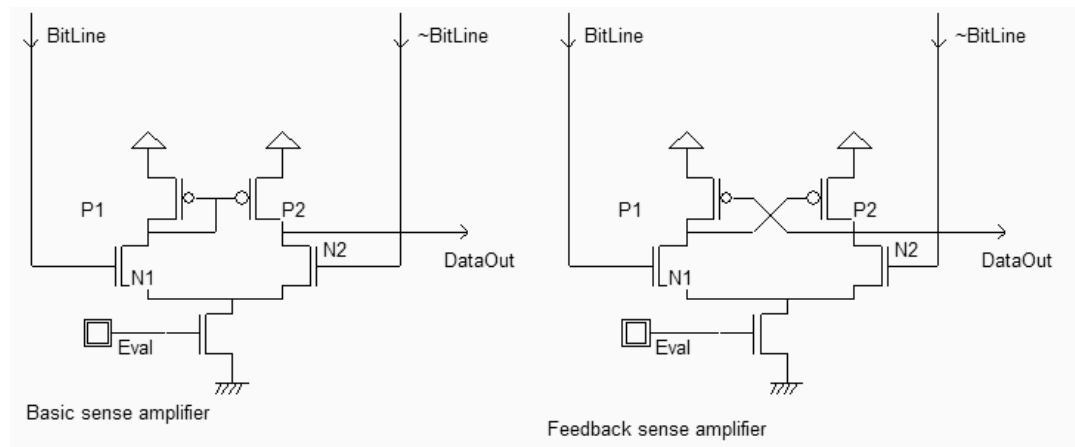 BitLine
~BitLine
P1
P2
N1
N2
DataOut
Eval
Basic sense amplifier
BitLine
~BitLine
P1
P2
N1
N2
DataOut
Eval
Feedback sense amplifier